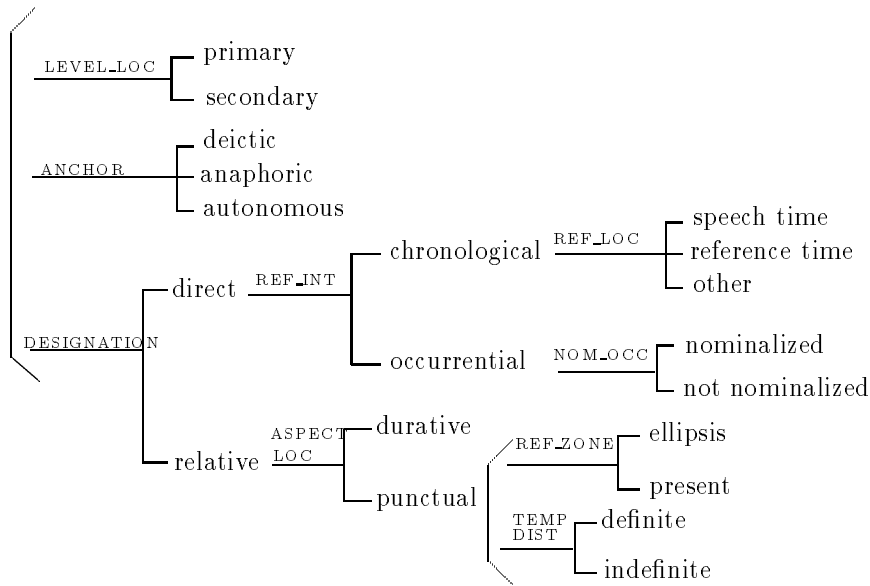 primary
LEVEL_LOC
secondary
deictic
ANCHOR
anaphoric
autonomous
speech time
chronological
REF_LOC
reference time
other
direct
REF_INT
DESIGNATION
occurrential
NOM_OCC
nominalized
not nominalized
relative
ASPECT
LOC
durative
punctual
REF_ZONE
ellipsis
present
TEMP
DIST
definite
indefinite